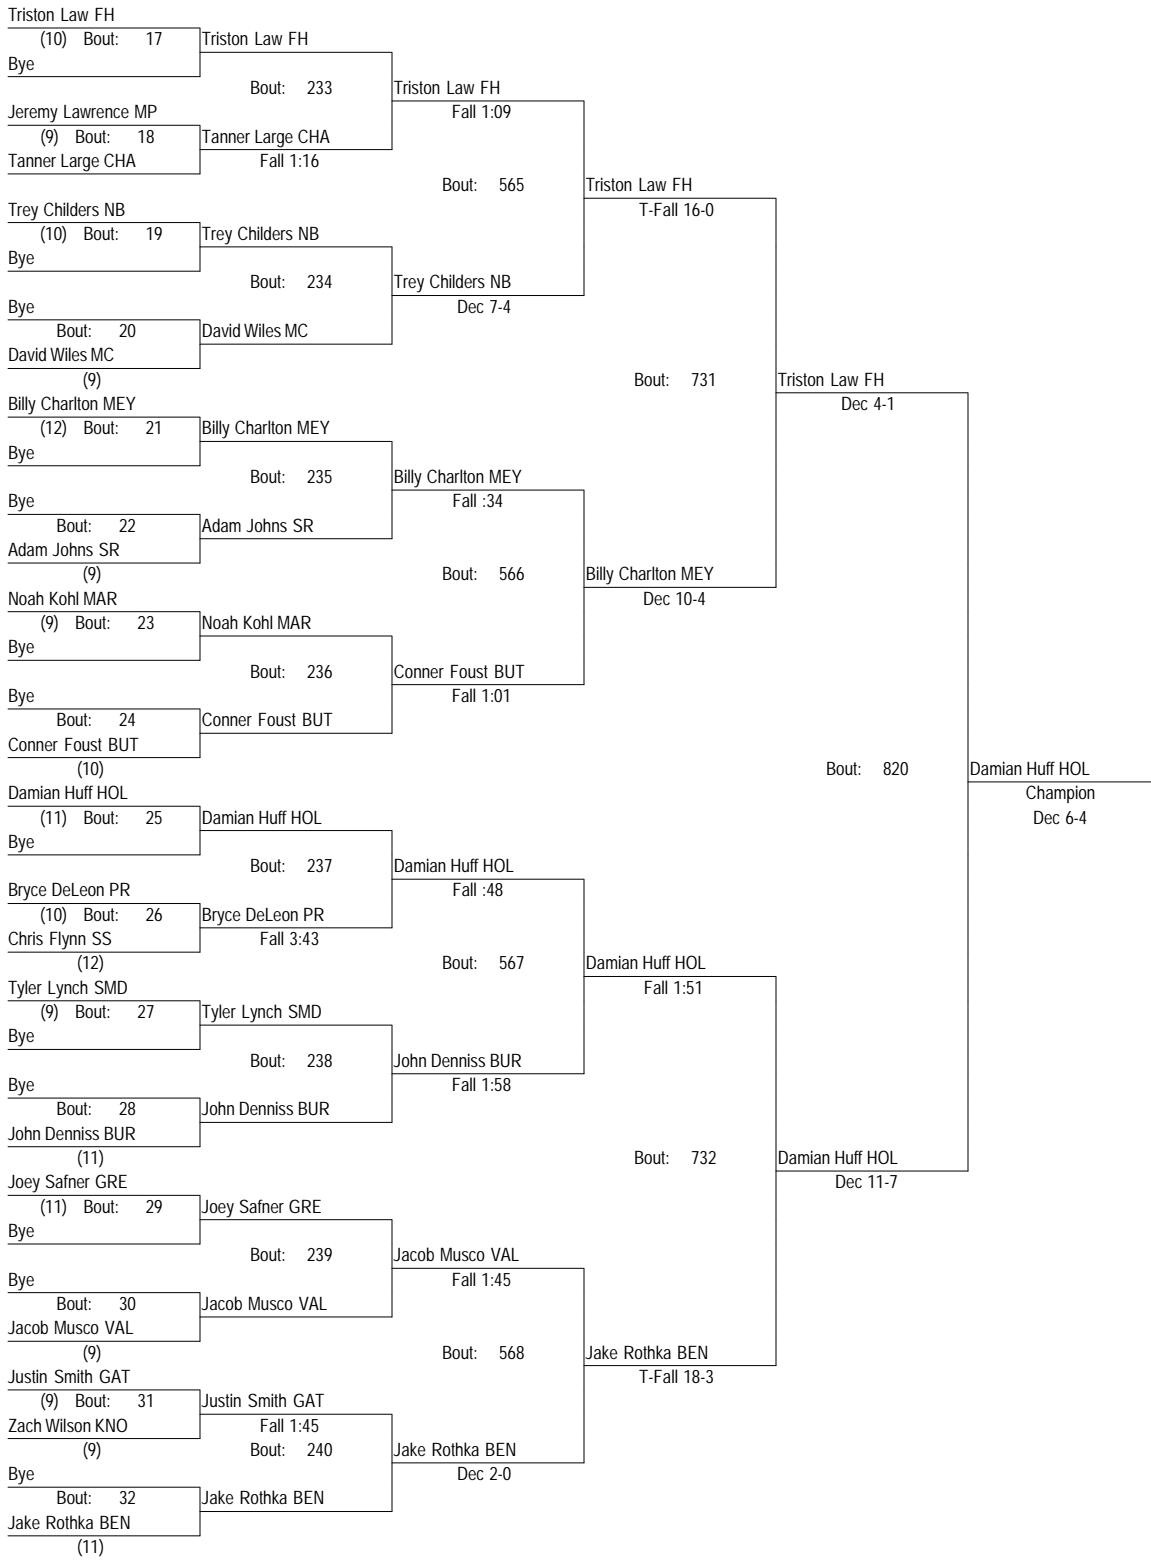 Triston Law FH
(10) Bout: 17 Triston Law FH
Bye
Bout: 233 Triston Law FH
Jeremy Lawrence MP Fall 1:09
(9) Bout: 18 Tanner Large CHA
Tanner Large CHA Fall 1:16
Bout: 565 Triston Law FH
Trey Childers NB T-Fall 16-0
(10) Bout: 19 Trey Childers NB
Bye
Bout: 234 Trey Childers NB
Bye Dec 7-4
Bout: 20 David Wiles MC
David Wiles MC
(9) Bout: 731 Triston Law FH
Billy Charlton MEY Dec 4-1
(12) Bout: 21 Billy Charlton MEY
Bye
Bout: 235 Billy Charlton MEY
Bye Fall :34
Bout: 22 Adam Johns SR
Adam Johns SR
(9) Bout: 566 Billy Charlton MEY
Noah Kohl MAR Dec 10-4
(9) Bout: 23 Noah Kohl MAR
Bye
Bout: 236 Conner Foust BUT
Bye Fall 1:01
Bout: 24 Conner Foust BUT
Conner Foust BUT
(10) Bout: 820 Damian Huff HOL
Damian Huff HOL Champion
(11) Bout: 25 Damian Huff HOL Dec 6-4
Bye
Bout: 237 Damian Huff HOL
Bryce DeLeon PR Fall :48
(10) Bout: 26 Bryce DeLeon PR
Chris Flynn SS Fall 3:43
(12) Bout: 567 Damian Huff HOL
Tyler Lynch SMD Fall 1:51
(9) Bout: 27 Tyler Lynch SMD
Bye
Bout: 238 John Denniss BUR
Bye Fall 1:58
Bout: 28 John Denniss BUR
John Denniss BUR
(11) Bout: 732 Damian Huff HOL
Joey Safner GRE Dec 11-7
(11) Bout: 29 Joey Safner GRE
Bye
Bout: 239 Jacob Musco VAL
Bye Fall 1:45
Bout: 30 Jacob Musco VAL
Jacob Musco VAL
(9) Bout: 568 Jake Rothka BEN
Justin Smith GAT T-Fall 18-3
(9) Bout: 31 Justin Smith GAT
Zach Wilson KNO Fall 1:45
(9) Bout: 240 Jake Rothka BEN
Bye Dec 2-0
Bout: 32 Jake Rothka BEN
Jake Rothka BEN
(11)